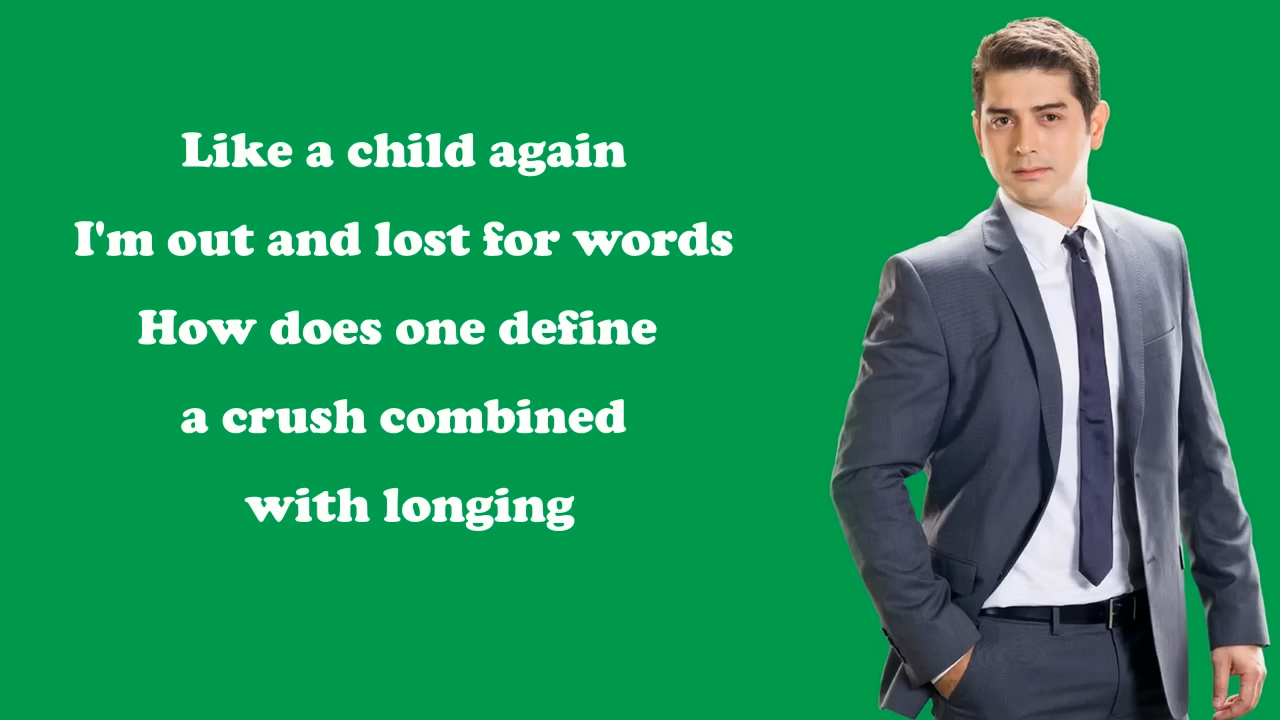 Like a child again
I'm out and lost for words
How does one define
a crush combined
with longing